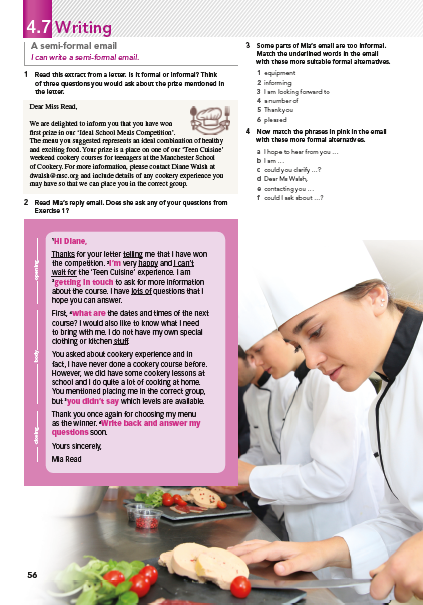 4.7 Writing
A semi-formal email
I can write a semi-formal email.
1 Read this extract from a letter. Is it formal or informal? Think
of three questions you would ask about the prize mentioned in
the letter.
Dear Miss Read,
We are delighted to inform you that you have won
first prize in our 'Ideal School Meals Competition'.
The menu you suggested represents an ideal combination of healthy
and exciting food. Your prize is a place on one of our 'Teen Cuisine'
weekend cookery courses for teenagers at the Manchester School
of Cookery. For more information, please contact Diane Walsh at
dwalsh@msc.org and include details of any cookery experience you
may have so that we can place you in the correct group.
2 Read Mia's reply email. Does she ask any of your questions from
Exercise 1?
opening
body
closing
1Hi Diane,
Thanks for your letter telling me that I have won
the competition. 2I'm very happy and I can't
wait for the 'Teen Cuisine' experience. I am
3getting in touch to ask for more information
about the course. I have lots of questions that I
hope you can answer.
First, 4what are the dates and times of the next
course? I would also like to know what I need
to bring with me. I do not have my own special
clothing or kitchen stuff.
You asked about cookery experience and in
fact, I have never done a cookery course before.
However, we did have some cookery lessons at
school and I do quite a lot of cooking at home.
You mentioned placing me in the correct group,
but 5you didn't say which levels are available.
Thank you once again for choosing my menu
as the winner. 6Write back and answer my
questions soon.
Yours sincerely,
Mia Read
3 Some parts of Mia's email are too informal.
Match the underlined words in the email
with these more suitable formal alternatives.
1 equipment
2 informing
3 I am looking forward to
4 a number of
5 Thank you
6 pleased
4 Now match the phrases in pink in the email
with these more formal alternatives.
a I hope to hear from you …
b I am …
c could you clarify …?
d Dear Ms Walsh,
e contacting you …
f could I ask about …?
56